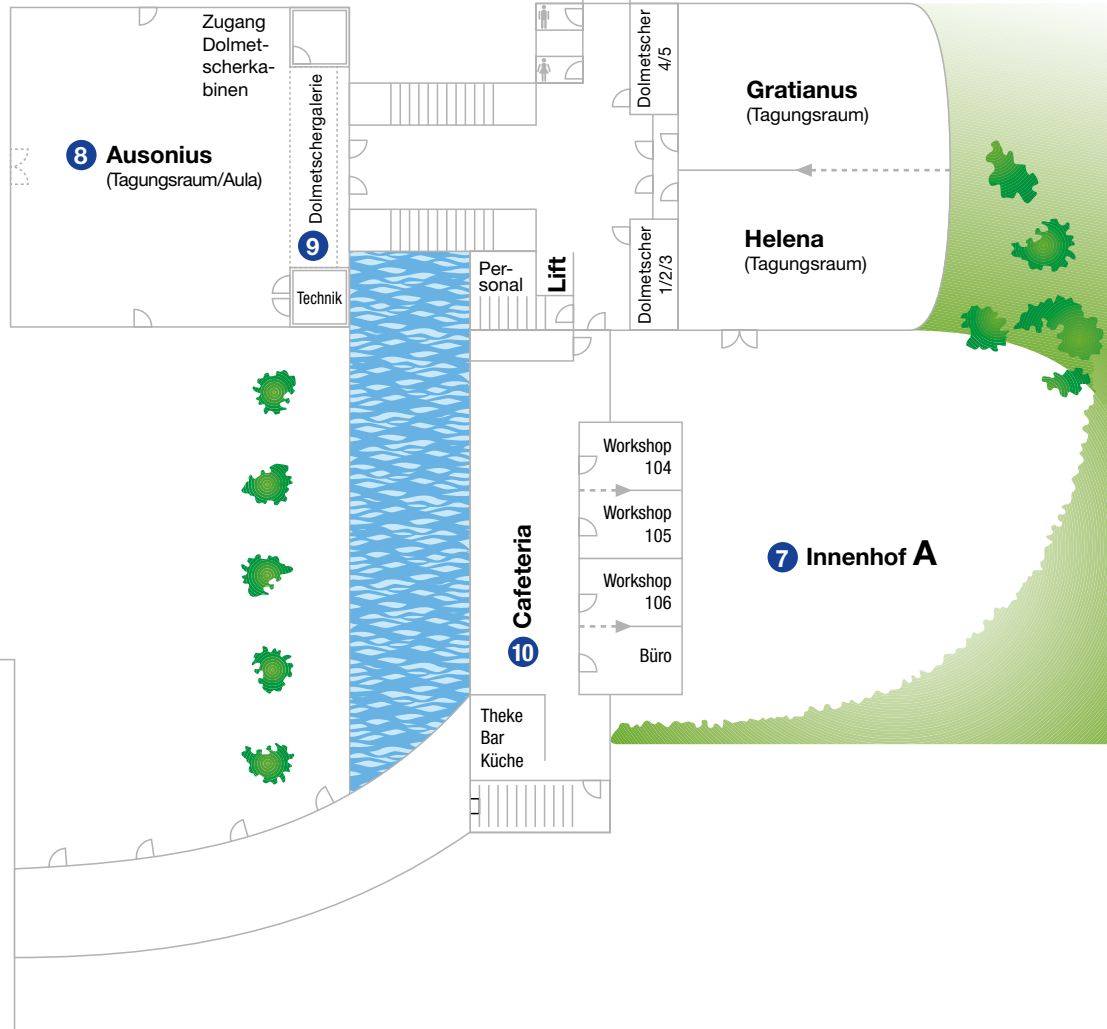 Zugang
Dolmet-
scherka-
binen
8 Ausonius
(Tagungsraum/Aula)
Dolmetschergalerie
9
Technik
Dolmetscher
4/5
Gratianus
(Tagungsraum)
Helena
(Tagungsraum)
Dolmetscher
1/2/3
Per-
sonal
Lift
Workshop
104
Workshop
105
Workshop
106
Büro
Cafeteria
10
7 Innenhof A
Theke
Bar
Küche